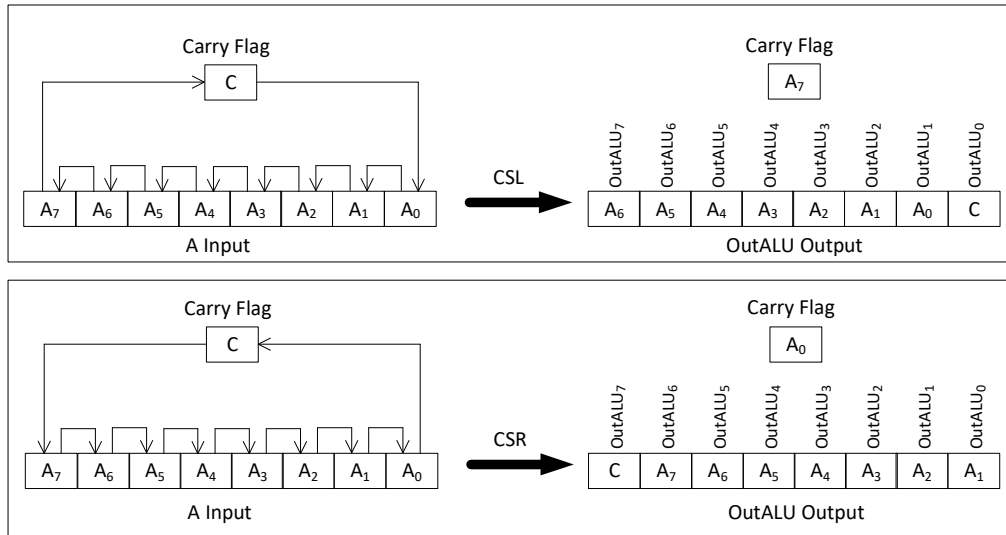 Carry Flag
Carry Flag
C
A₇
OutALU₇ OutALU₆ OutALU₅ OutALU₄ OutALU₃ OutALU₂ OutALU₁ OutALU₀
CSL
A₇ A₆ A₅ A₄ A₃ A₂ A₁ A₀
A₆ A₅ A₄ A₃ A₂ A₁ A₀ C
A Input
OutALU Output
Carry Flag
Carry Flag
C
A₀
OutALU₇ OutALU₆ OutALU₅ OutALU₄ OutALU₃ OutALU₂ OutALU₁ OutALU₀
CSR
A₇ A₆ A₅ A₄ A₃ A₂ A₁ A₀
C A₇ A₆ A₅ A₄ A₃ A₂ A₁
A Input
OutALU Output